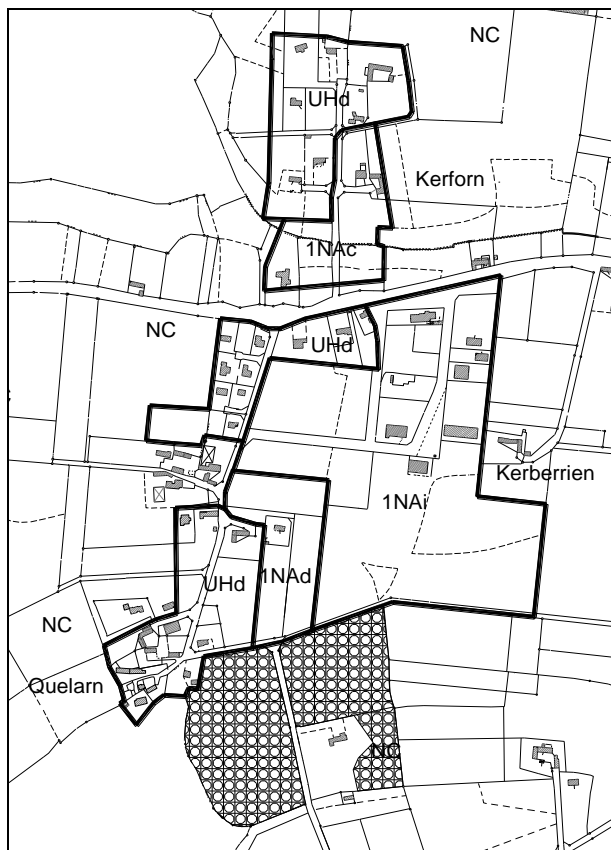 NC
UHd
Kerforn
1NAc
NC
UHd
Kerberrien
1NAi
UHd
1NAd
NC
Quelarn
NC